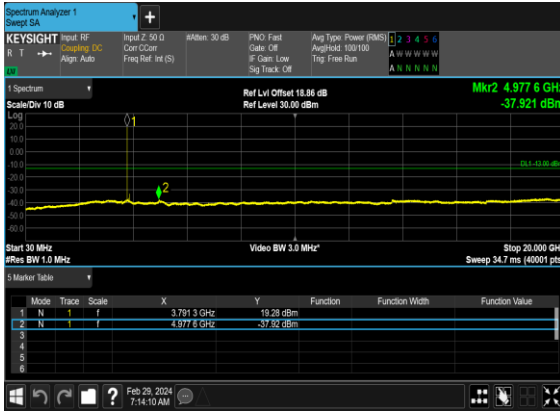 Spectrum Analyzer 1
Swept SA
+
KEYSIGHT Input: RF Input Z: 50 Ω #Atten: 30 dB PNO: Fast Avg Type: Power (RMS) 1 2 3 4 5 6
R T Coupling: DC Corr CCorr Gate: Off Avg|Hold: 100/100 A W W W W W
Align: Auto Freq Ref: Int (S) IF Gain: Low Trig: Free Run
Sig Track: Off A N N N N N
1 Spectrum Ref Lvl Offset 18.86 dB Mkr2 4.977 6 GHz
Scale/Div 10 dB Ref Level 30.00 dBm -37.921 dBm
Log
20.0
10.0
0.00
-10.0
-20.0
-30.0
-40.0
-50.0
-60.0
1
2
DL1 -13.00 dBm
Start 30 MHz Video BW 3.0 MHz* Stop 20.000 GHz
#Res BW 1.0 MHz Sweep 34.7 ms (40001 pts)
5 Marker Table
Mode Trace Scale X Y Function Function Width Function Value
1 N 1 f 3.791 3 GHz 19.28 dBm
2 N 1 f 4.977 6 GHz -37.92 dBm
3
4
5
6
? Feb 29, 2024
7:14:10 AM